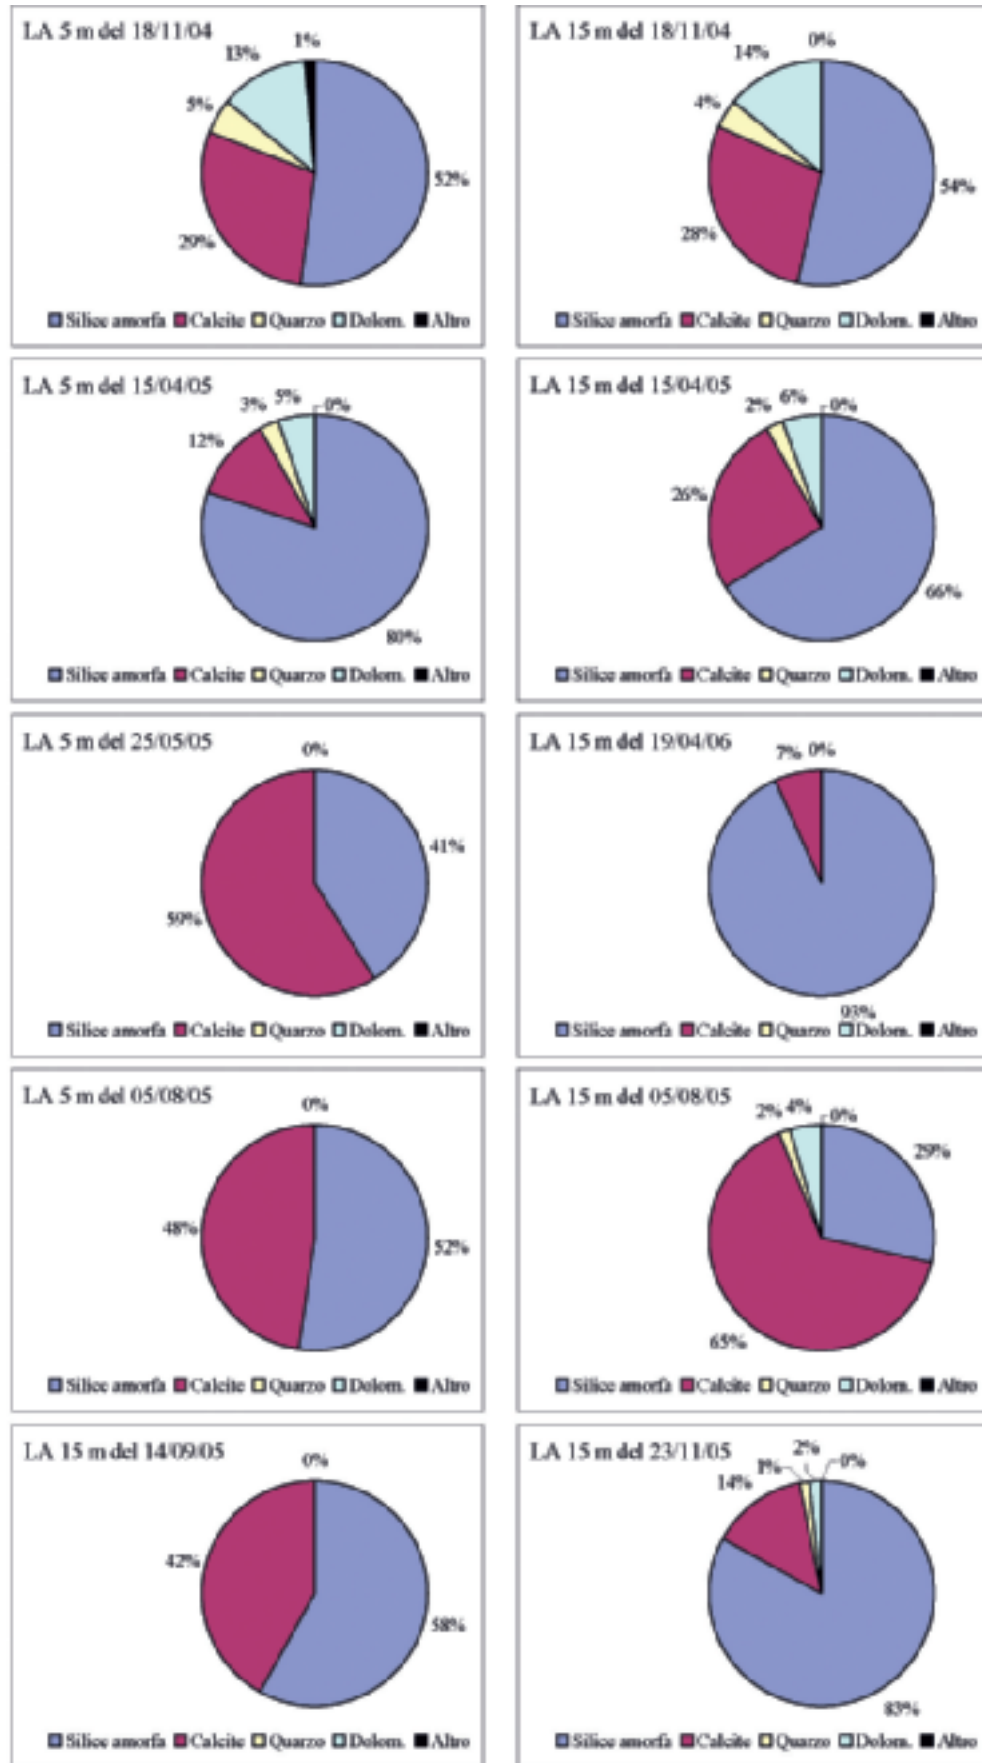 LA 5 m del 18/11/04
1%
13%
5%
52%
29%
Silice amorfa Calcite Quarzo Dolom. Altro
LA 15 m del 18/11/04
0%
14%
4%
54%
28%
Silice amorfa Calcite Quarzo Dolom. Altro
LA 5 m del 15/04/05
0%
5%
3%
12%
80%
Silice amorfa Calcite Quarzo Dolom. Altro
LA 15 m del 15/04/05
0%
6%
2%
26%
66%
Silice amorfa Calcite Quarzo Dolom. Altro
LA 5 m del 25/05/05
0%
41%
59%
Silice amorfa Calcite Quarzo Dolom. Altro
LA 15 m del 19/04/06
7% 0%
93%
Silice amorfa Calcite Quarzo Dolom. Altro
LA 5 m del 05/08/05
0%
48%
52%
Silice amorfa Calcite Quarzo Dolom. Altro
LA 15 m del 05/08/05
2% 4% 0%
29%
65%
Silice amorfa Calcite Quarzo Dolom. Altro
LA 15 m del 14/09/05
0%
42%
58%
Silice amorfa Calcite Quarzo Dolom. Altro
LA 15 m del 23/11/05
2%
0%
1%
14%
83%
Silice amorfa Calcite Quarzo Dolom. Altro